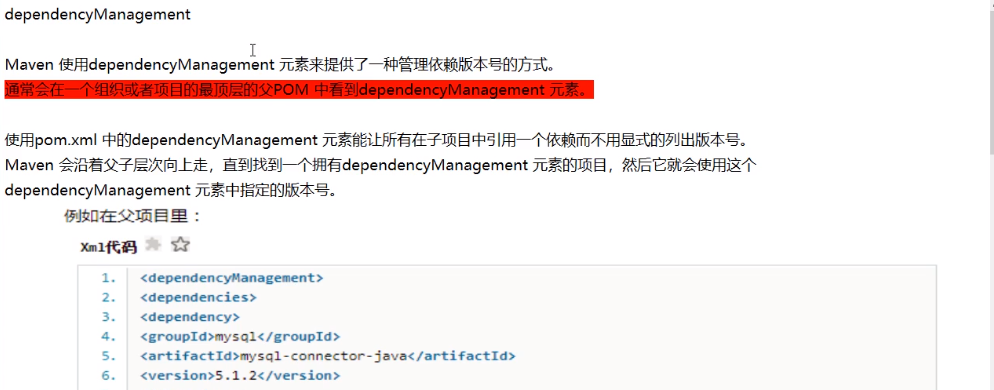 dependencyManagement
Maven 使用dependencyManagement 元素来提供了一种管理依赖版本号的方式。
通常会在一个组织或者项目的最顶层的父POM 中看到dependencyManagement 元素。
使用pom.xml 中的dependencyManagement 元素能让所有在子项目中引用一个依赖而不用显式的列出版本号。
Maven 会沿着父子层次向上走，直到找到一个拥有dependencyManagement 元素的项目，然后它就会使用这个
dependencyManagement 元素中指定的版本号。
例如在父项目里：
Xml代码
1. <dependencyManagement>
2. <dependencies>
3. <dependency>
4. <groupId>mysql</groupId>
5. <artifactId>mysql-connector-java</artifactId>
6. <version>5.1.2</version>